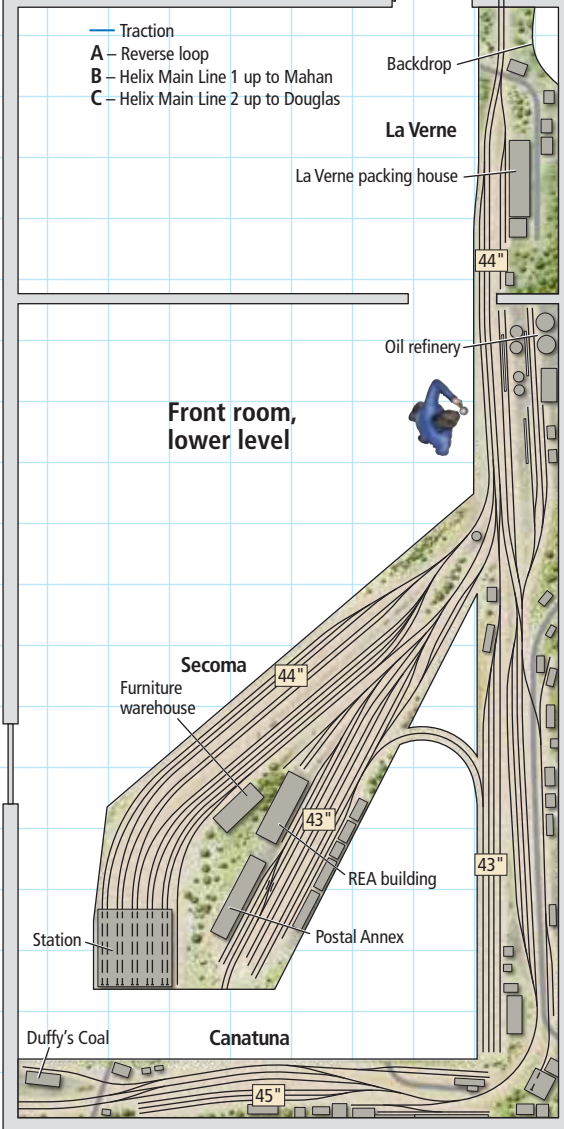 Traction
A – Reverse loop
B – Helix Main Line 1 up to Mahan
C – Helix Main Line 2 up to Douglas
Backdrop
La Verne
La Verne packing house
44"
Oil refinery
Front room,
lower level
Secoma
44"
Furniture
warehouse
43"
43"
REA building
Postal Annex
Station
Duffy's Coal
Canatuna
45"